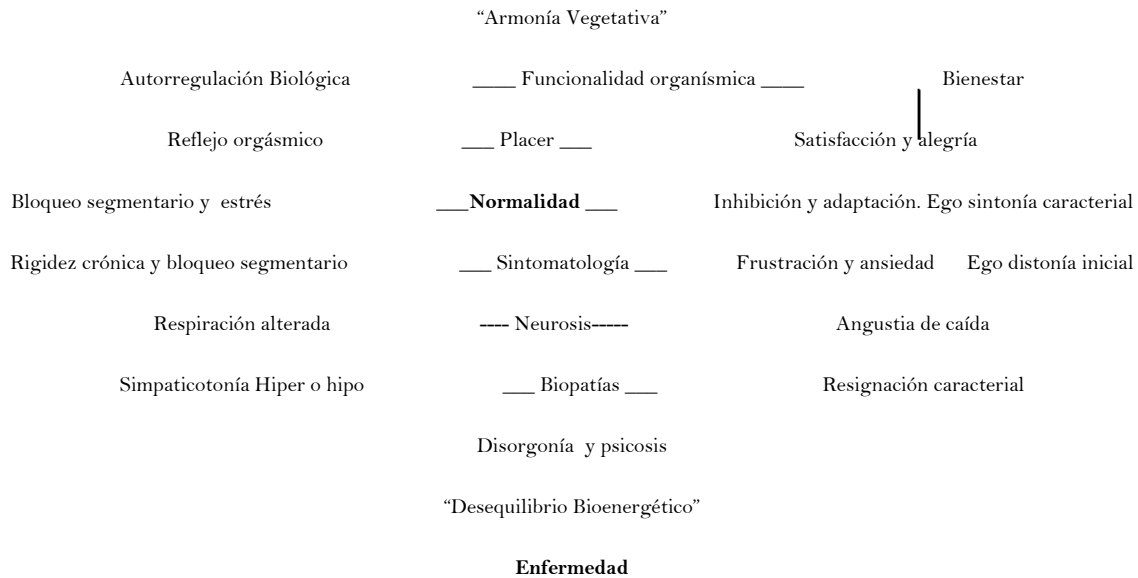 “Armonía Vegetativa”
Autorregulación Biológica ____ Funcionalidad organísmica ____ Bienestar
Reflejo orgásmico ___ Placer ___ Satisfacción y alegría
Bloqueo segmentario y estrés ___Normalidad ___ Inhibición y adaptación. Ego sintonía caracterial
Rigidez crónica y bloqueo segmentario ___ Sintomatología ___ Frustración y ansiedad Ego distonía inicial
Respiración alterada ---- Neurosis----- Angustia de caída
Simpaticotonía Hiper o hipo ___ Biopatías ___ Resignación caracterial
Disorgonía y psicosis
“Desequilibrio Bioenergético”
Enfermedad